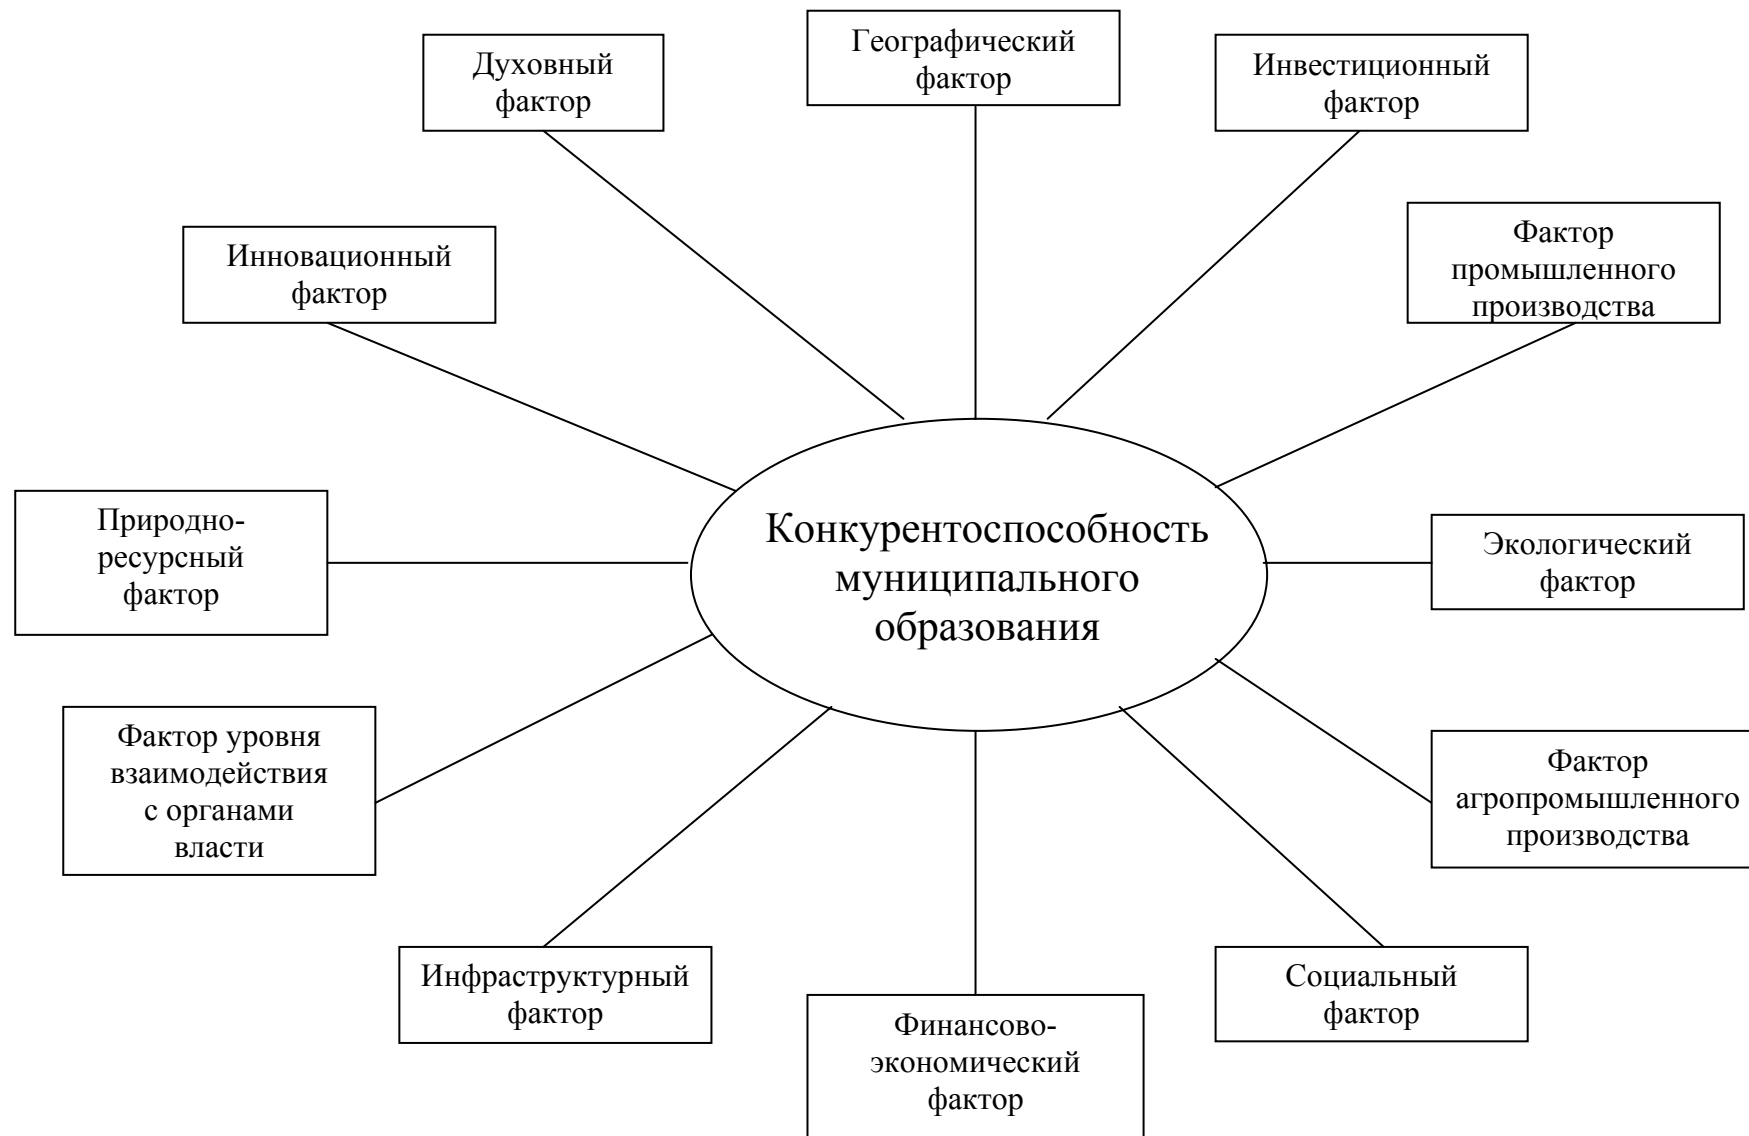 Географический
фактор
Духовный
фактор
Инвестиционный
фактор
Инновационный
фактор
Фактор
промышленного
производства
Природно-
ресурсный
фактор
Конкурентоспособность
муниципального
образования
Экологический
фактор
Фактор уровня
взаимодействия
с органами
власти
Фактор
агропромышленного
производства
Инфраструктурный
фактор
Социальный
фактор
Финансово-
экономический
фактор